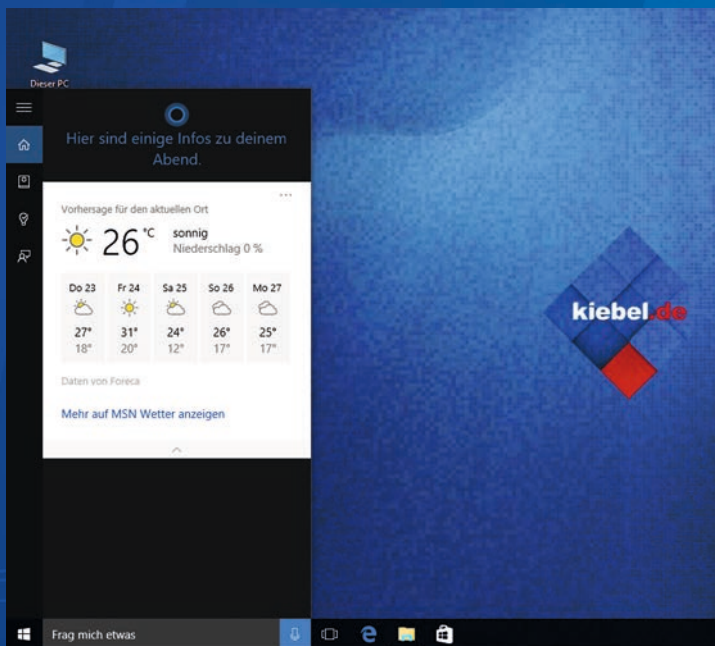 Dieser PC
Hier sind einige Infos zu deinem
Abend.
Vorhersage für den aktuellen Ort
26 °C
sonnig
Niederschlag 0 %
Do 23 Fr 24 Sa 25 So 26 Mo 27
27° 31° 24° 26° 25°
18° 20° 12° 17° 17°
Daten von Foreca
Mehr auf MSN Wetter anzeigen
kiebel.de
Frag mich etwas